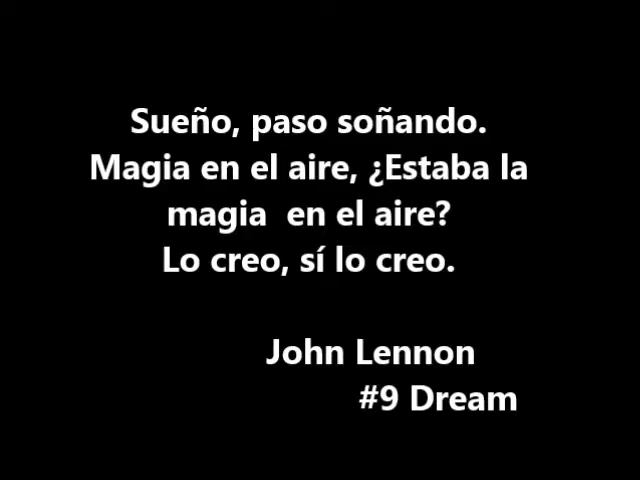 Sueño, paso soñando.
Magia en el aire, ¿Estaba la
magia  en el aire?
Lo creo, sí lo creo.
John Lennon
#9 Dream